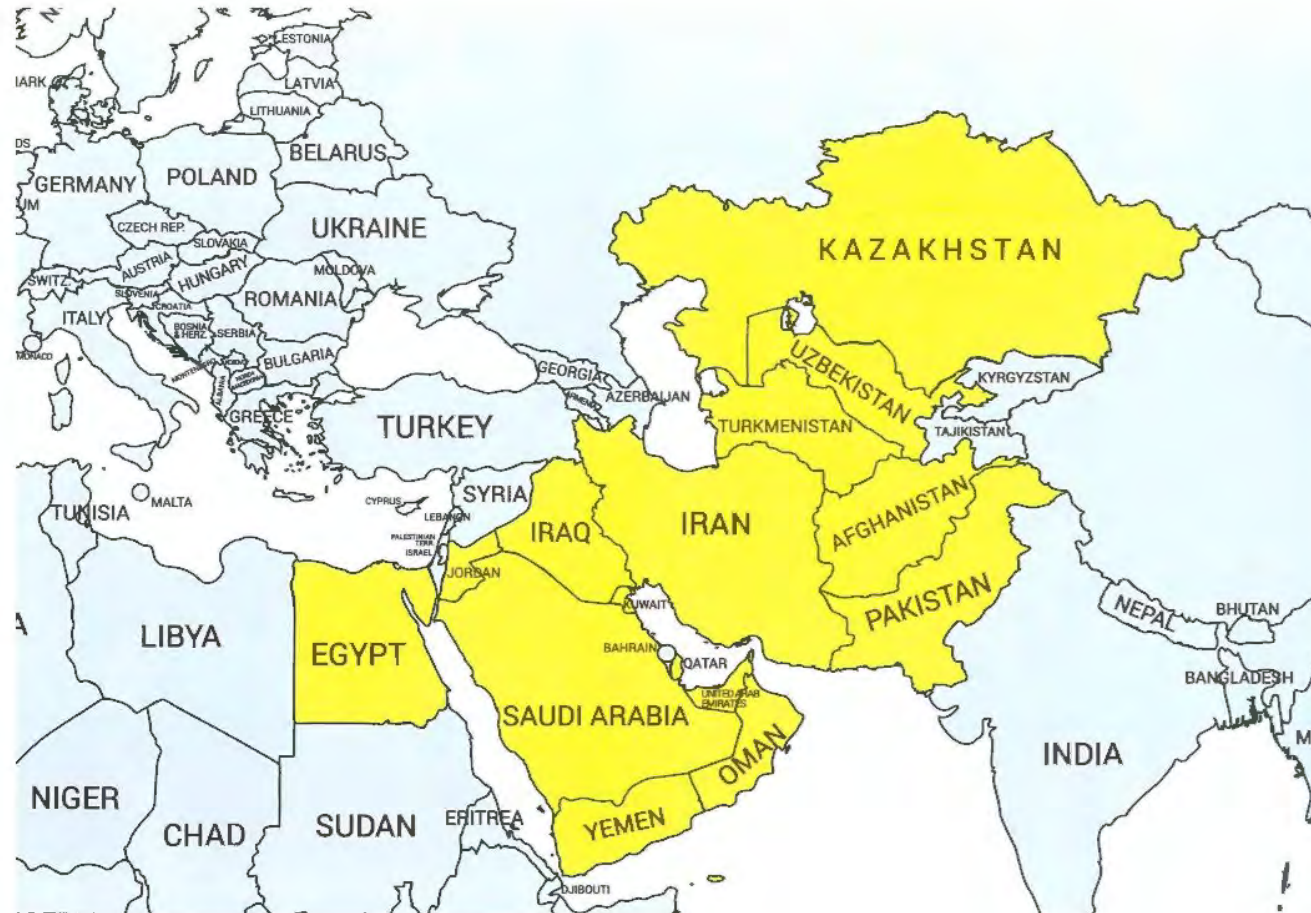 ESTONIA
LATVIA
LITHUANIA
BELARUS
GERMANY
POLAND
UM
CZECH REP.
UKRAINE
SLOVAKIA
AUSTRIA
HUNGARY
MOLDOVA
SWITZ.
SLOVENIA
CROATIA
ROMANIA
ITALY
BOSNIA
& HERZ.
SERBIA
BULGARIA
MONACO
MONTENEGRO
ALBANIA
GREECE
TURKEY
GEORGIA
AZERBAIJAN
KAZAKHSTAN
UZBEKISTAN
KYRGYZSTAN
TURKMENISTAN
TAJIKISTAN
TUNISIA
MALTA
CYPRUS
SYRIA
LEBANON
PALESTINIAN
TERR.
ISRAEL
IRAQ
IRAN
AFGHANISTAN
JORDAN
KUWAIT
PAKISTAN
NEPAL
BHUTAN
LIBYA
EGYPT
BAHRAIN
QATAR
UNITED ARAB
EMIRATES
SAUDI ARABIA
OMAN
BANGLADESH
INDIA
NIGER
CHAD
SUDAN
ERITREA
YEMEN
DJIBOUTI